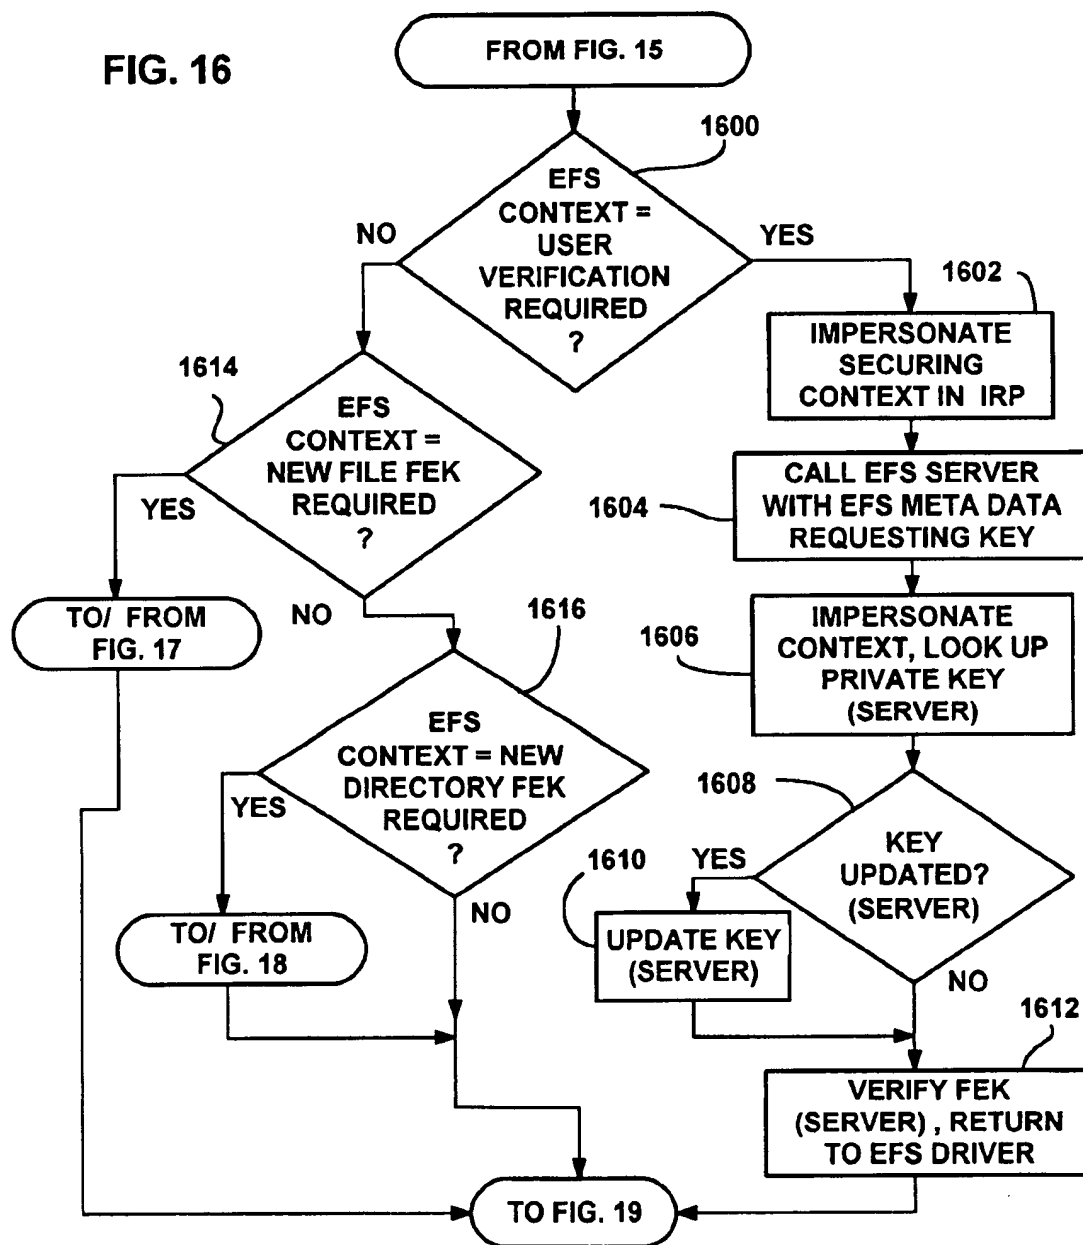 FIG. 16
FROM FIG. 15
1600
EFS
CONTEXT =
USER
VERIFICATION
REQUIRED
?
NO
YES
1602
IMPERSONATE
SECURING
CONTEXT IN IRP
1614
EFS
CONTEXT =
NEW FILE FEK
REQUIRED
?
YES
NO
1604
CALL EFS SERVER
WITH EFS META DATA
REQUESTING KEY
TO/ FROM
FIG. 17
1616
1606
IMPERSONATE
CONTEXT, LOOK UP
PRIVATE KEY
(SERVER)
EFS
CONTEXT = NEW
DIRECTORY FEK
REQUIRED
?
YES
NO
1608
KEY
UPDATED?
(SERVER)
YES
NO
1610
UPDATE KEY
(SERVER)
TO/ FROM
FIG. 18
1612
VERIFY FEK
(SERVER) , RETURN
TO EFS DRIVER
TO FIG. 19